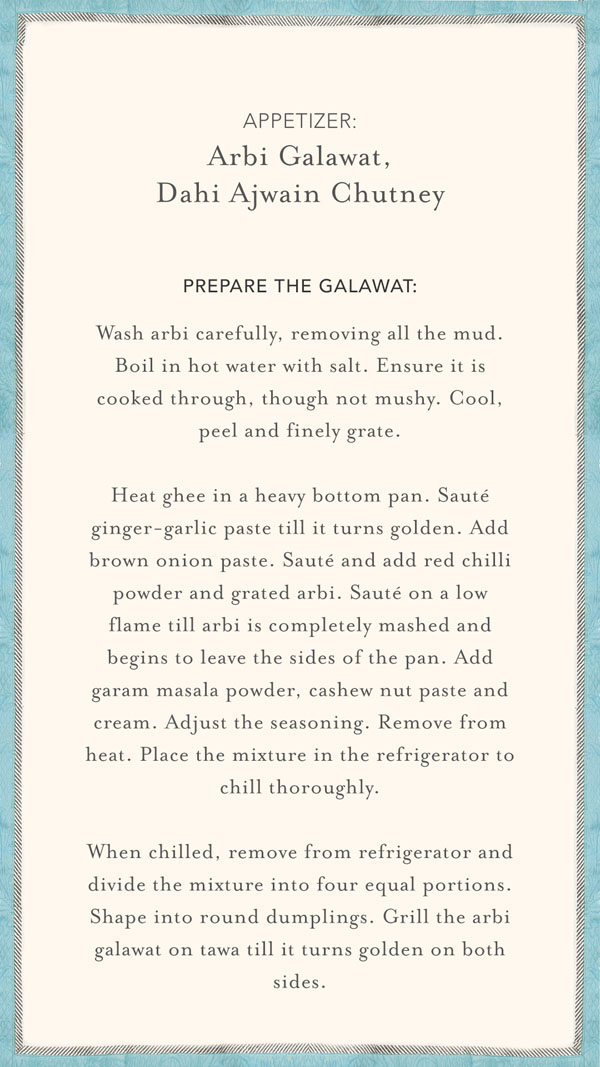 APPETIZER:
Arbi Galawat,
Dahi Ajwain Chutney
PREPARE THE GALAWAT:
Wash arbi carefully, removing all the mud.
Boil in hot water with salt. Ensure it is
cooked through, though not mushy. Cool,
peel and finely grate.
Heat ghee in a heavy bottom pan. Sauté
ginger-garlic paste till it turns golden. Add
brown onion paste. Sauté and add red chilli
powder and grated arbi. Sauté on a low
flame till arbi is completely mashed and
begins to leave the sides of the pan. Add
garam masala powder, cashew nut paste and
cream. Adjust the seasoning. Remove from
heat. Place the mixture in the refrigerator to
chill thoroughly.
When chilled, remove from refrigerator and
divide the mixture into four equal portions.
Shape into round dumplings. Grill the arbi
galawat on tawa till it turns golden on both
sides.